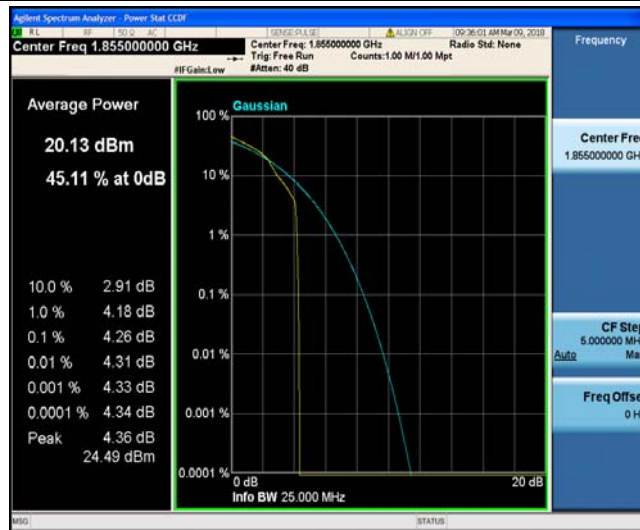 Agilent Spectrum Analyzer - Power Stat CCDF
RL RF 50 Ω AC SENSE:PULSE ALIGN OFF 09:36:01 AM Mar 09, 2018
Center Freq 1.855000000 GHz
Center Freq: 1.855000000 GHz Radio Std: None
Trig: Free Run Counts:1.00 M/1.00 Mpt
#IFGain:Low #Atten: 40 dB
Frequency
Average Power
20.13 dBm
45.11 % at 0dB
10.0 % 2.91 dB
1.0 % 4.18 dB
0.1 % 4.26 dB
0.01 % 4.31 dB
0.001 % 4.33 dB
0.0001 % 4.34 dB
Peak 4.36 dB
24.49 dBm
Gaussian
100 %
10 %
1 %
0.1 %
0.01 %
0.001 %
0.0001 %
0 dB 20 dB
Info BW 25.000 MHz
Center Fre
1.855000000 GH
CF Ste
5.000000 MH
Auto Ma
Freq Offse
0 H
MSG STATUS